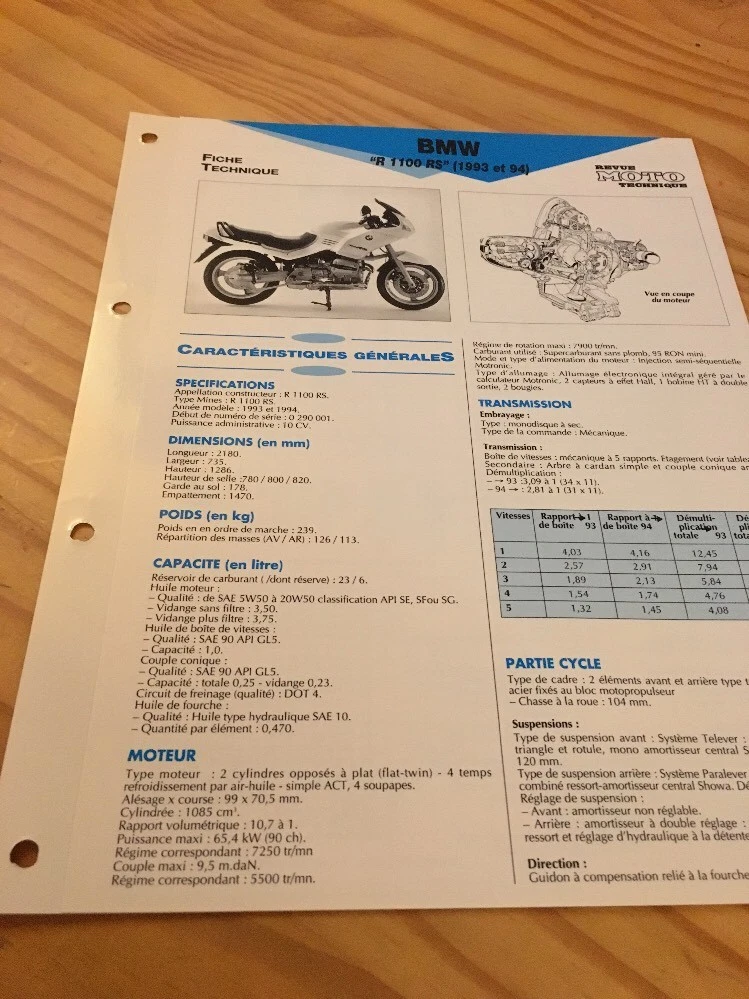 BMW
"R 1100 RS" (1993 et 94)
FICHE
TECHNIQUE
REVUE
MOTO
TECHNIQUE
Vue en coupe
du moteur
CARACTÉRISTIQUES GÉNÉRALES
SPECIFICATIONS
Appellation constructeur : R 1100 RS.
Type Mines : R 1100 RS.
Année modèle : 1993 et 1994.
Début de numéro de série : 0 290 001.
Puissance administrative : 10 CV.
DIMENSIONS (en mm)
Longueur : 2180.
Largeur : 735.
Hauteur : 1286.
Hauteur de selle :780 / 800 / 820.
Garde au sol : 178.
Empattement : 1470.
POIDS (en kg)
Poids en en ordre de marche : 239.
Répartition des masses (AV / AR) : 126 / 113.
CAPACITE (en litre)
Réservoir de carburant ( /dont réserve) : 23 / 6.
Huile moteur :
– Qualité : de SAE 5W50 à 20W50 classification API SE, SFou SG.
– Vidange sans filtre : 3,50.
– Vidange plus filtre : 3,75.
Huile de boîte de vitesses :
– Qualité : SAE 90 API GL5.
– Capacité : 1,0.
Couple conique :
– Qualité : SAE 90 API GL5.
– Capacité : totale 0,25 - vidange 0,23.
Circuit de freinage (qualité) : DOT 4.
Huile de fourche :
– Qualité : Huile type hydraulique SAE 10.
– Quantité par élément : 0,470.
MOTEUR
Type moteur : 2 cylindres opposés à plat (flat-twin) - 4 temps
refroidissement par air-huile - simple ACT, 4 soupapes.
Alésage x course : 99 x 70,5 mm.
Cylindrée : 1085 cm³.
Rapport volumétrique : 10,7 à 1.
Puissance maxi : 65,4 kW (90 ch).
Régime correspondant : 7250 tr/mn
Couple maxi : 9,5 m.daN.
Régime correspondant : 5500 tr/mn.
Régime de rotation maxi : 7900 tr/mn.
Carburant utilisé : Supercarburant sans plomb, 95 RON mini.
Mode et type d'alimentation du moteur : Injection semi-séquentielle
Motronic.
Type d'allumage : Allumage électronique intégral géré par le
calculateur Motronic, 2 capteurs à effet Hall, 1 bobine HT à double
sortie, 2 bougies.
TRANSMISSION
Embrayage :
Type : monodisque à sec.
Type de la commande : Mécanique.
Transmission :
Boîte de vitesses : mécanique à 5 rapports. Etagement (voir
Secondaire : Arbre à cardan simple et couple conique
Démultiplication :
– → 93 :3,09 à 1 (34 x 11).
– 94 → : 2,81 à 1 (31 x 11).
Vitesses Rapport→1 Rapport à→ Démulti-
de boîte 93 de boîte 94 plication
totale 93
1 4,03 4,16 12,45
2 2,57 2,91 7,94
3 1,89 2,13 5,84
4 1,54 1,74 4,76
5 1,32 1,45 4,08
PARTIE CYCLE
Type de cadre : 2 éléments avant et arrière type
acier fixés au bloc motopropulseur
– Chasse à la roue : 104 mm.
Suspensions :
Type de suspension avant : Système Telever :
triangle et rotule, mono amortisseur central
120 mm.
Type de suspension arrière : Système Paralever
combiné ressort-amortisseur central Showa.
Réglage de suspension :
– Avant : amortisseur non réglable.
– Arrière : amortisseur à double réglage :
ressort et réglage d'hydraulique à la détente
Direction :
Guidon à compensation relié à la fourche